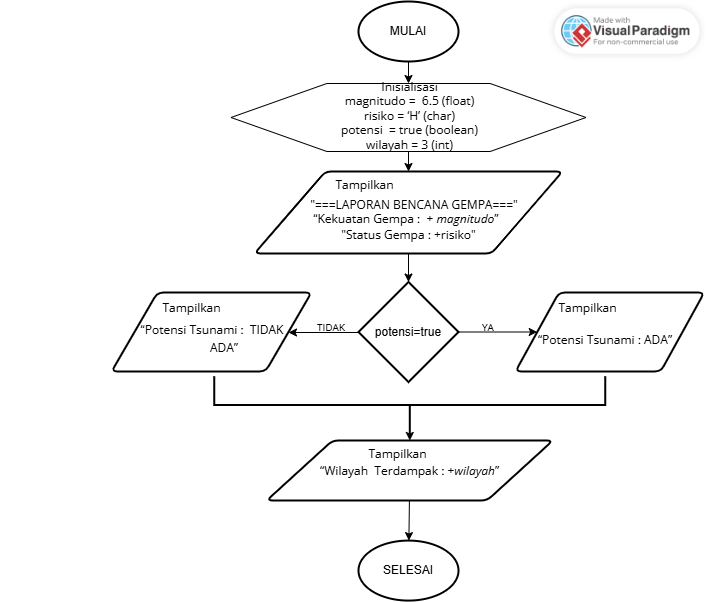 Made with
Visual Paradigm
For non-commercial use
MULAI
Inisialisasi
magnitudo = 6.5 (float)
risiko = ‘H’ (char)
potensi = true (boolean)
wilayah = 3 (int)
Tampilkan
"===LAPORAN BENCANA GEMPA==="
“Kekuatan Gempa : + magnitudo”
"Status Gempa : +risiko"
Tampilkan
“Potensi Tsunami : TIDAK
ADA”
TIDAK
potensi=true
YA
Tampilkan
“Potensi Tsunami : ADA”
Tampilkan
“Wilayah Terdampak : +wilayah”
SELESAI